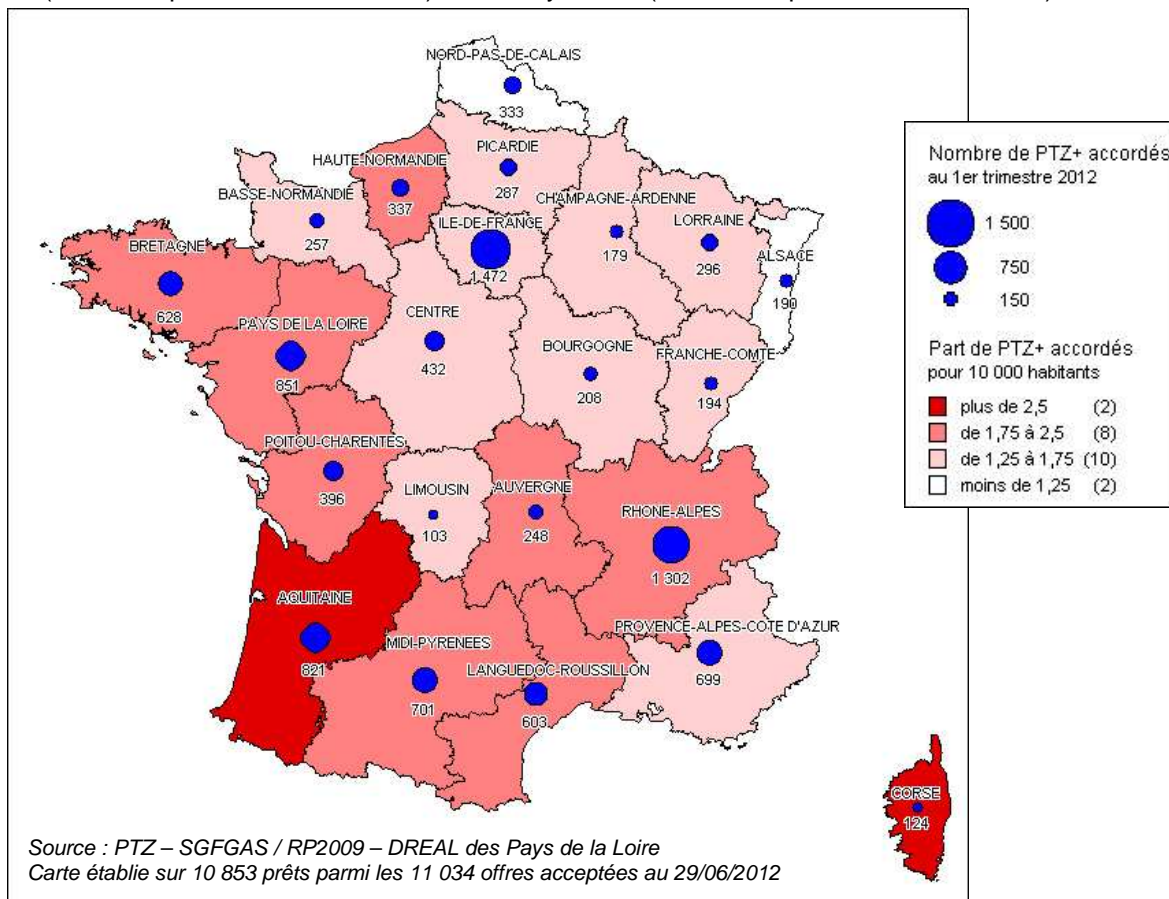 NORD-PAS-DE-CALAIS
333
PICARDIE
287
HAUTE-NORMANDIE
337
BASSE-NORMANDIE
257
CHAMPAGNE-ARDENNE
179
LORRAINE
296
ILE-DE-FRANCE
1 472
ALSACE
190
BRETAGNE
628
PAYS DE LA LOIRE
851
CENTRE
432
BOURGOGNE
208
FRANCHE-COMTE
194
POITOU-CHARENTES
396
LIMOUSIN
103
AUVERGNE
248
RHONE-ALPES
1 302
AQUITAINE
821
MIDI-PYRENEES
701
LANGUEDOC-ROUSSILLON
603
PROVENCE-ALPES-COTE D'AZUR
699
CORSE
124
Source : PTZ – SGFGAS / RP2009 – DREAL des Pays de la Loire
Carte établie sur 10 853 prêts parmi les 11 034 offres acceptées au 29/06/2012
Nombre de PTZ+ accordés
au 1er trimestre 2012
1 500
750
150
Part de PTZ+ accordés
pour 10 000 habitants
plus de 2,5 (2)
de 1,75 à 2,5 (8)
de 1,25 à 1,75 (10)
moins de 1,25 (2)